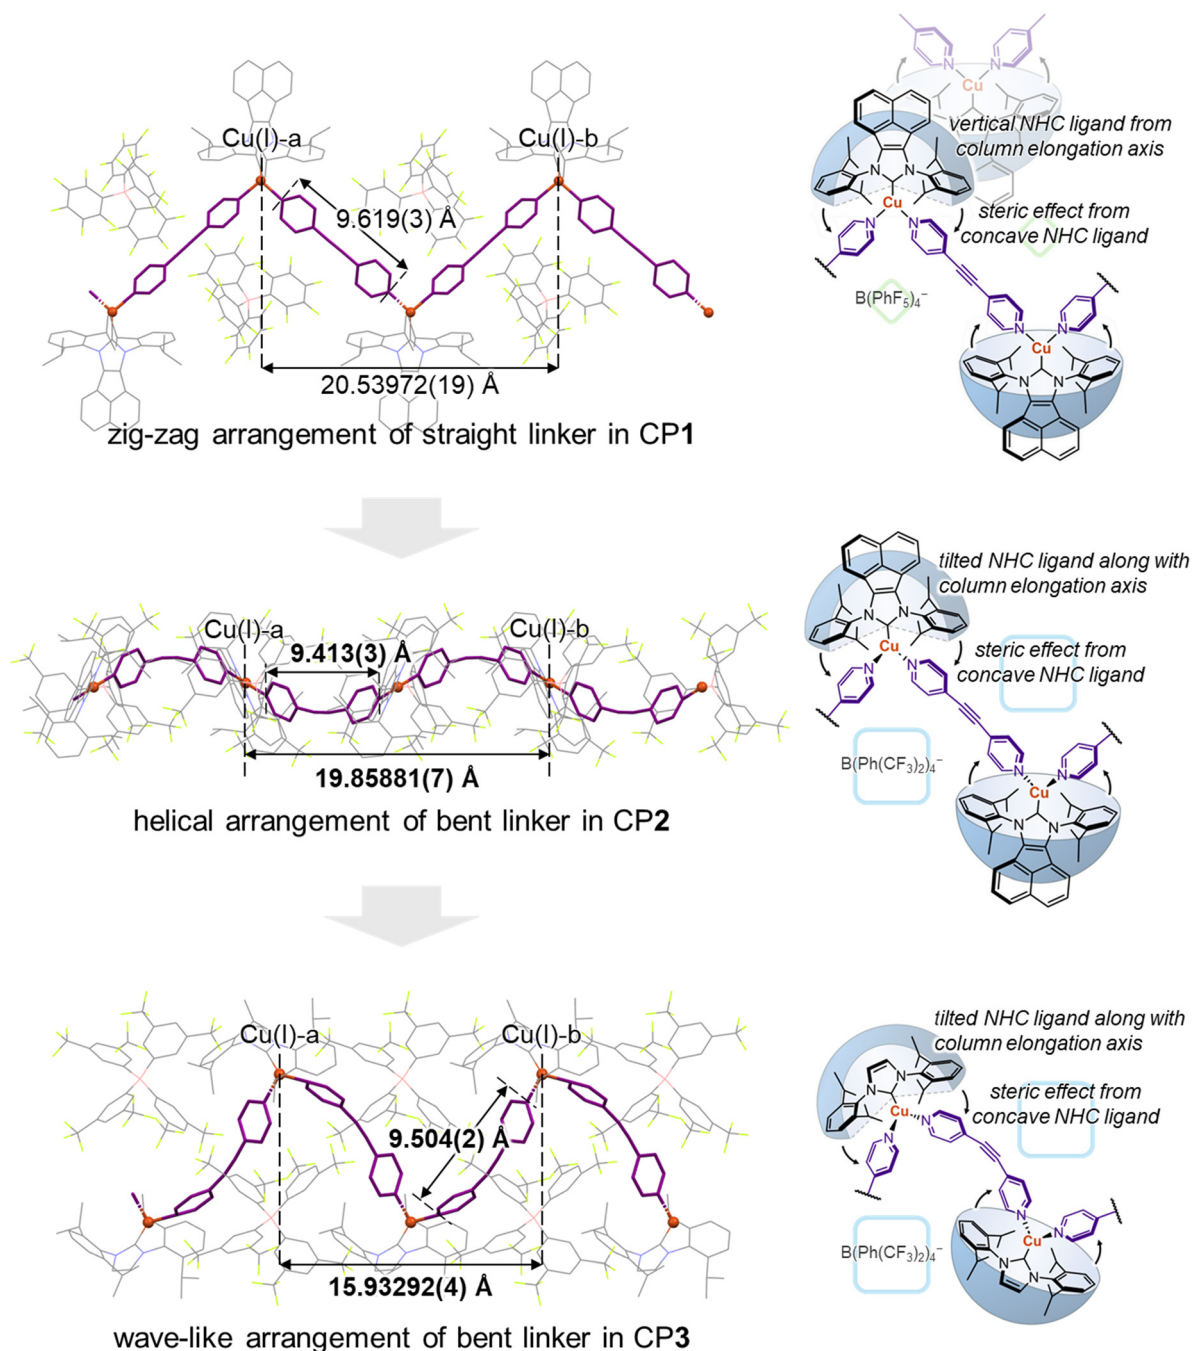 Cu(I)-a
Cu(I)-b
9.619(3) Å
20.53972(19) Å
zig-zag arrangement of straight linker in CP1
N
N
Cu
vertical NHC ligand from
column elongation axis
N
N
Cu
steric effect from
concave NHC ligand
N
N
B(PhF₅)₄⁻
N
N
Cu
N
N
Cu(I)-a
Cu(I)-b
9.413(3) Å
19.85881(7) Å
helical arrangement of bent linker in CP2
tilted NHC ligand along with
column elongation axis
N
N
Cu
steric effect from
concave NHC ligand
N
N
B(Ph(CF₃)₂)₄⁻
N
N
Cu
N
N
Cu(I)-a
Cu(I)-b
9.504(2) Å
15.93292(4) Å
wave-like arrangement of bent linker in CP3
tilted NHC ligand along with
column elongation axis
N
N
Cu
steric effect from
concave NHC ligand
N
N
B(Ph(CF₃)₂)₄⁻
N
N
Cu
N
N